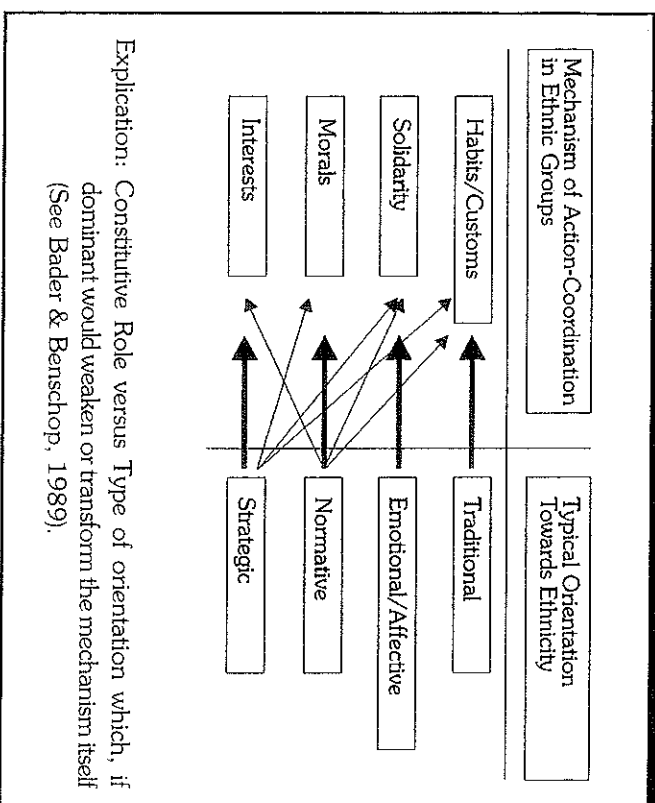 Mechanism of Action-Coordination
in Ethnic Groups
Typical Orientation
Towards Ethnicity
Habits/Customs
Traditional
Solidarity
Emotional/Affective
Morals
Normative
Interests
Strategic
Explication: Constitutive Role versus Type of orientation which, if
dominant would weaken or transform the mechanism itself
(See Bader & Benschop, 1989).